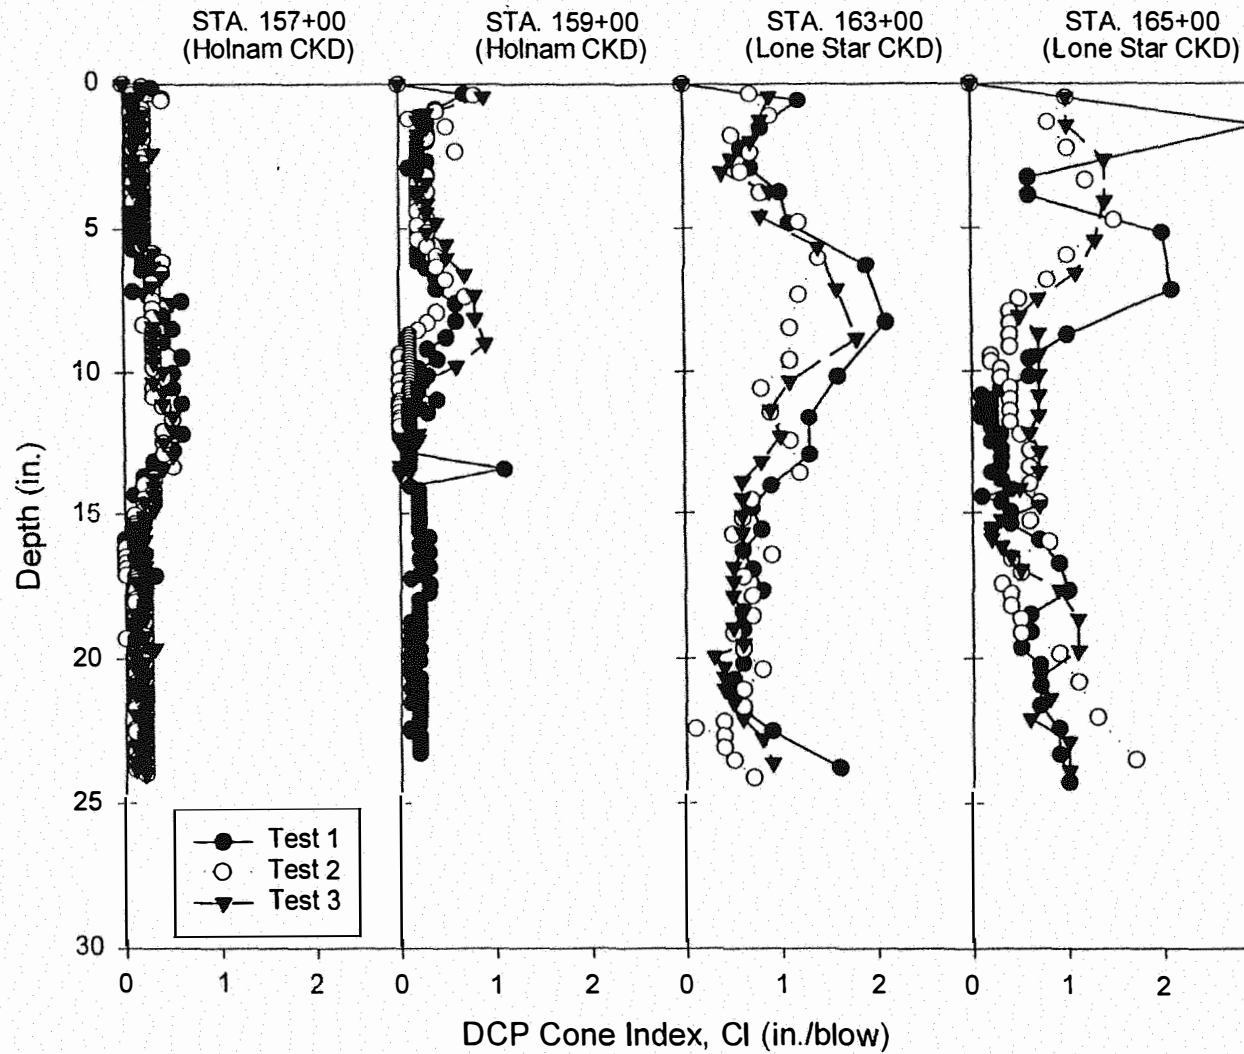 STA. 157+00
(Holnam CKD)
STA. 159+00
(Holnam CKD)
STA. 163+00
(Lone Star CKD)
STA. 165+00
(Lone Star CKD)
0
5
10
15
20
25
30
Depth (in.)
Test 1
Test 2
Test 3
0 1 2 0 1 2 0 1 2 0 1 2
DCP Cone Index, CI (in./blow)